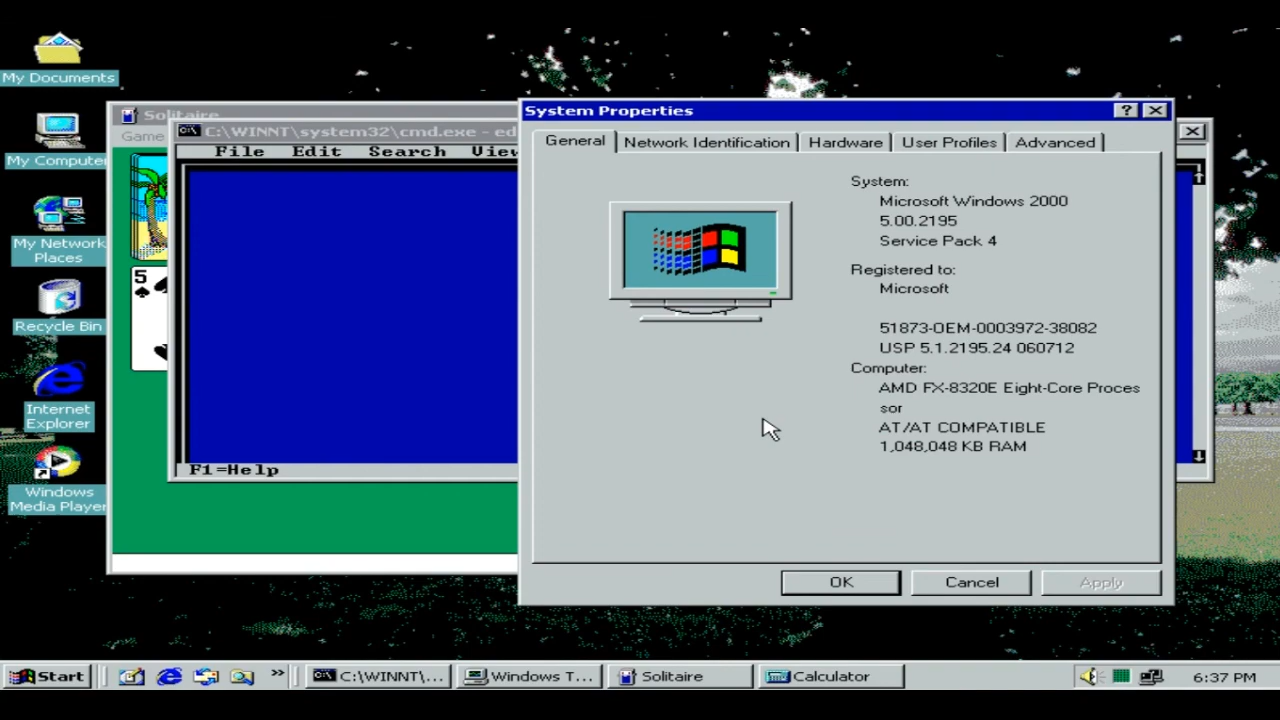 My Documents
My Computer
My Network
Places
Recycle Bin
Internet
Explorer
Windows
Media Player
Solitaire
Game
C:\WINNT\system32\cmd.exe - ed
File Edit Search View
5
F1=Help
System Properties
General Network Identification Hardware User Profiles Advanced
System:
Microsoft Windows 2000
5.00.2195
Service Pack 4
Registered to:
Microsoft
51873-OEM-0003972-38082
USP 5.1.2195.24 060712
Computer:
AMD FX-8320E Eight-Core Proces
sor
AT/AT COMPATIBLE
1,048,048 KB RAM
OK Cancel Apply
Start » C:\WINNT\... Windows T... Solitaire Calculator 6:37 PM